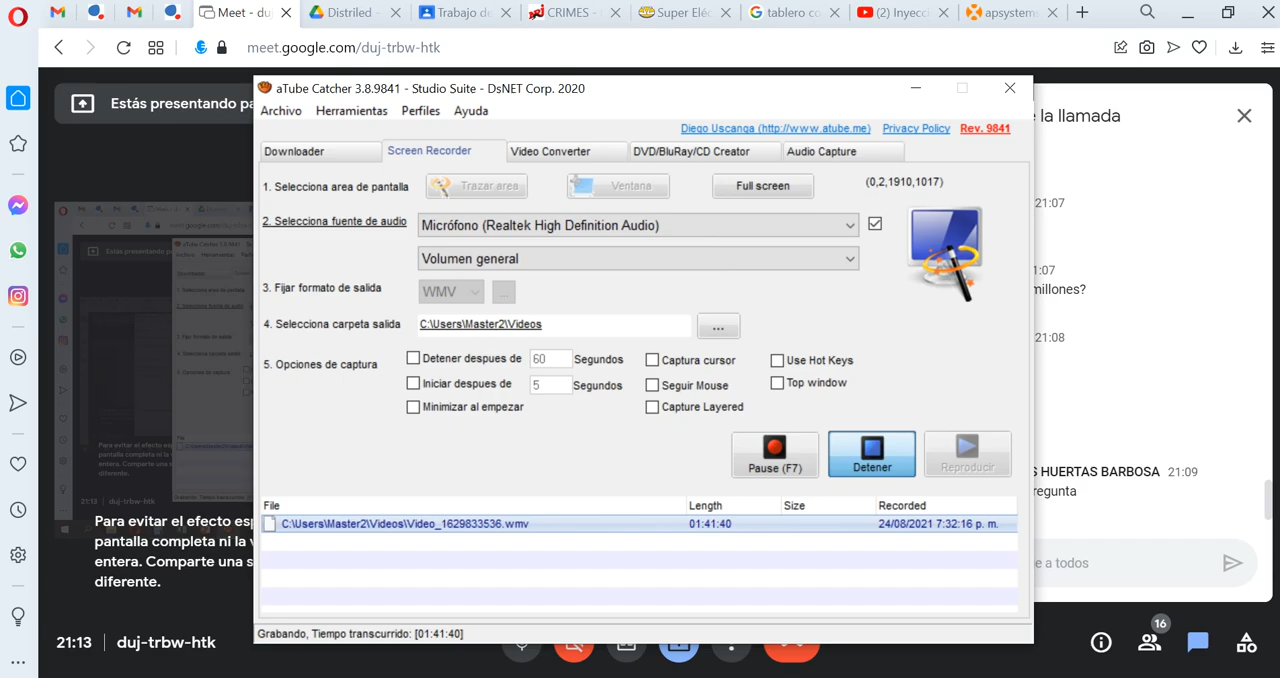 Meet - duj
Distriled -
Trabajo de
CRIMES -
Super Eléc
tablero co
(2) Inyecci
apsystems
meet.google.com/duj-trbw-htk
Estás presentando pa
aTube Catcher 3.8.9841 - Studio Suite - DsNET Corp. 2020
Archivo Herramientas Perfiles Ayuda
Diego Uscanga (http://www.atube.me) Privacy Policy Rev. 9841
Downloader Screen Recorder Video Converter DVD/BluRay/CD Creator Audio Capture
1. Selecciona area de pantalla Trazar area Ventana Full screen (0,2,1910,1017)
2. Selecciona fuente de audio Micrófono (Realtek High Definition Audio)
Volumen general
3. Fijar formato de salida WMV ...
4. Selecciona carpeta salida C:\Users\Master2\Videos ...
5. Opciones de captura
Detener despues de 60 Segundos Captura cursor Use Hot Keys
Iniciar despues de 5 Segundos Seguir Mouse Top window
Minimizar al empezar Capture Layered
Pause (F7) Detener Reproducir
File Length Size Recorded
C:\Users\Master2\Videos\Video_1629833536.wmv 01:41:40 24/08/2021 7:32:16 p. m.
Grabando, Tiempo transcurrido: [01:41:40]
e la llamada
21:07
1:07
millones?
21:08
S HUERTAS BARBOSA 21:09
regunta
e a todos
Para evitar el efecto esp
pantalla completa ni la v
entera. Comparte una s
diferente.
21:13 duj-trbw-htk
16